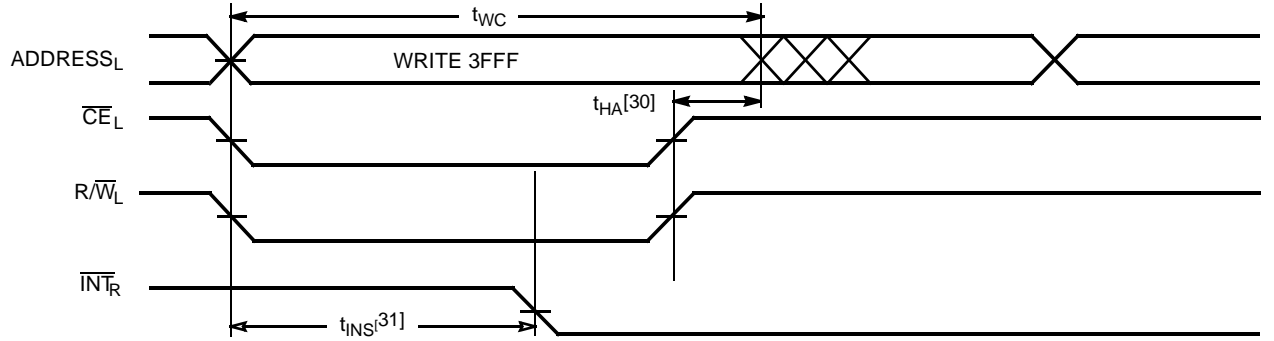 tWC
ADDRESSL
WRITE 3FFF
tHA[30]
CEL
R/WL
INTR
tINS[31]